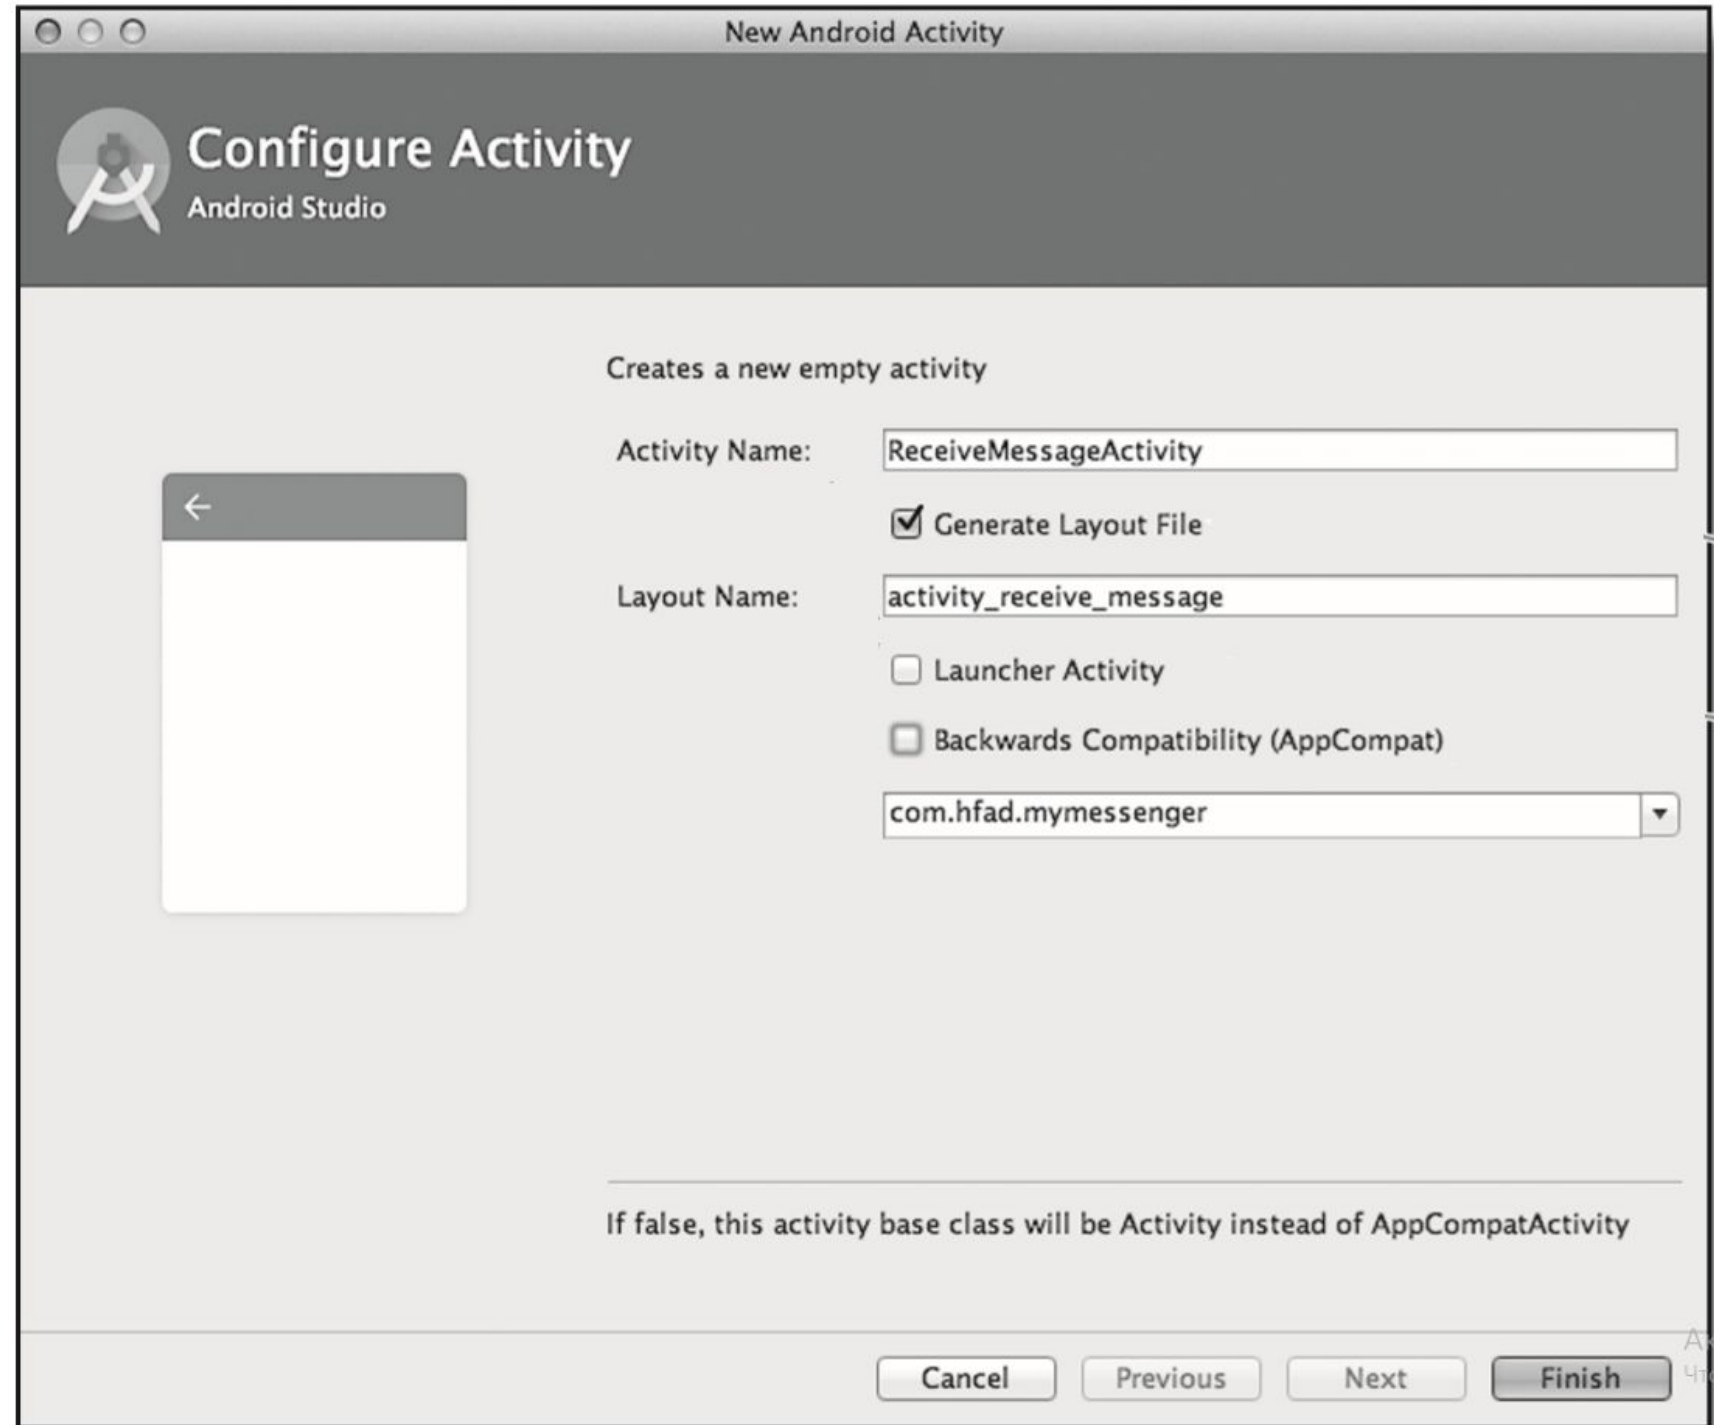 New Android Activity
Configure Activity
Android Studio
Creates a new empty activity
Activity Name: ReceiveMessageActivity
Generate Layout File
Layout Name: activity_receive_message
Launcher Activity
Backwards Compatibility (AppCompat)
com.hfad.mymessenger
If false, this activity base class will be Activity instead of AppCompatActivity
Cancel Previous Next Finish